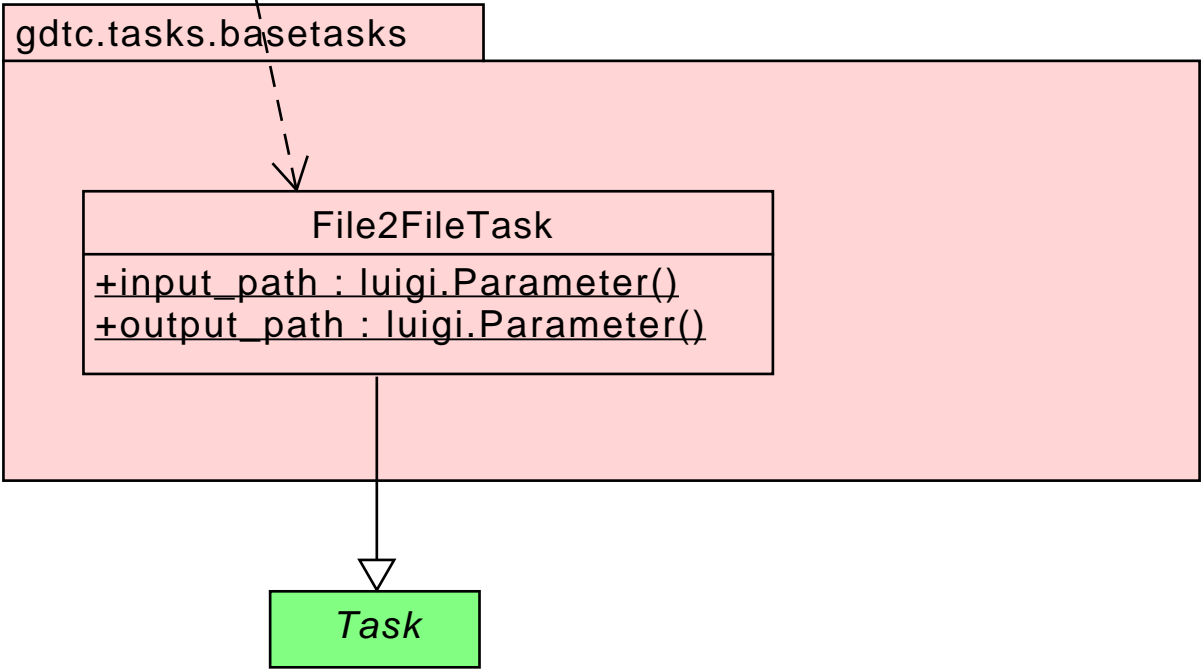 gdtc.tasks.basetasks
File2FileTask
+input_path : luigi.Parameter()
+output_path : luigi.Parameter()
Task